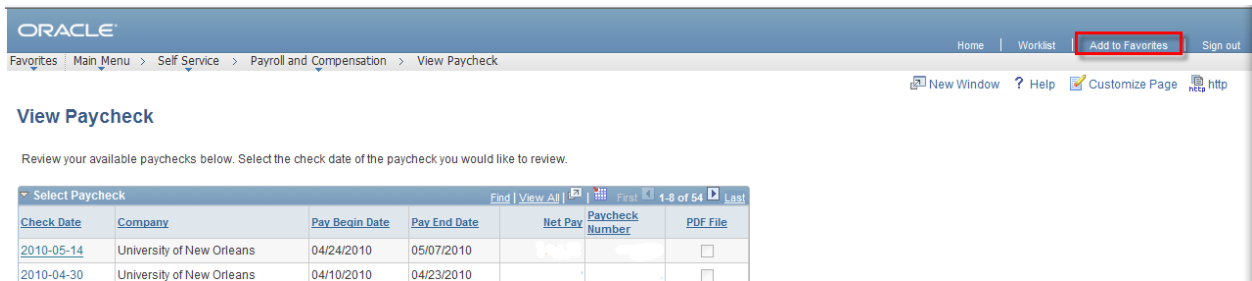 ORACLE®
Home | Worklist | Add to Favorites | Sign out
Favorites Main Menu > Self Service > Payroll and Compensation > View Paycheck
New Window ? Help Customize Page http
View Paycheck
Review your available paychecks below. Select the check date of the paycheck you would like to review.
Select Paycheck Find | View All | | First 1-8 of 54 Last
Check Date Company Pay Begin Date Pay End Date Net Pay Paycheck Number PDF File
2010-05-14 University of New Orleans 04/24/2010 05/07/2010
2010-04-30 University of New Orleans 04/10/2010 04/23/2010